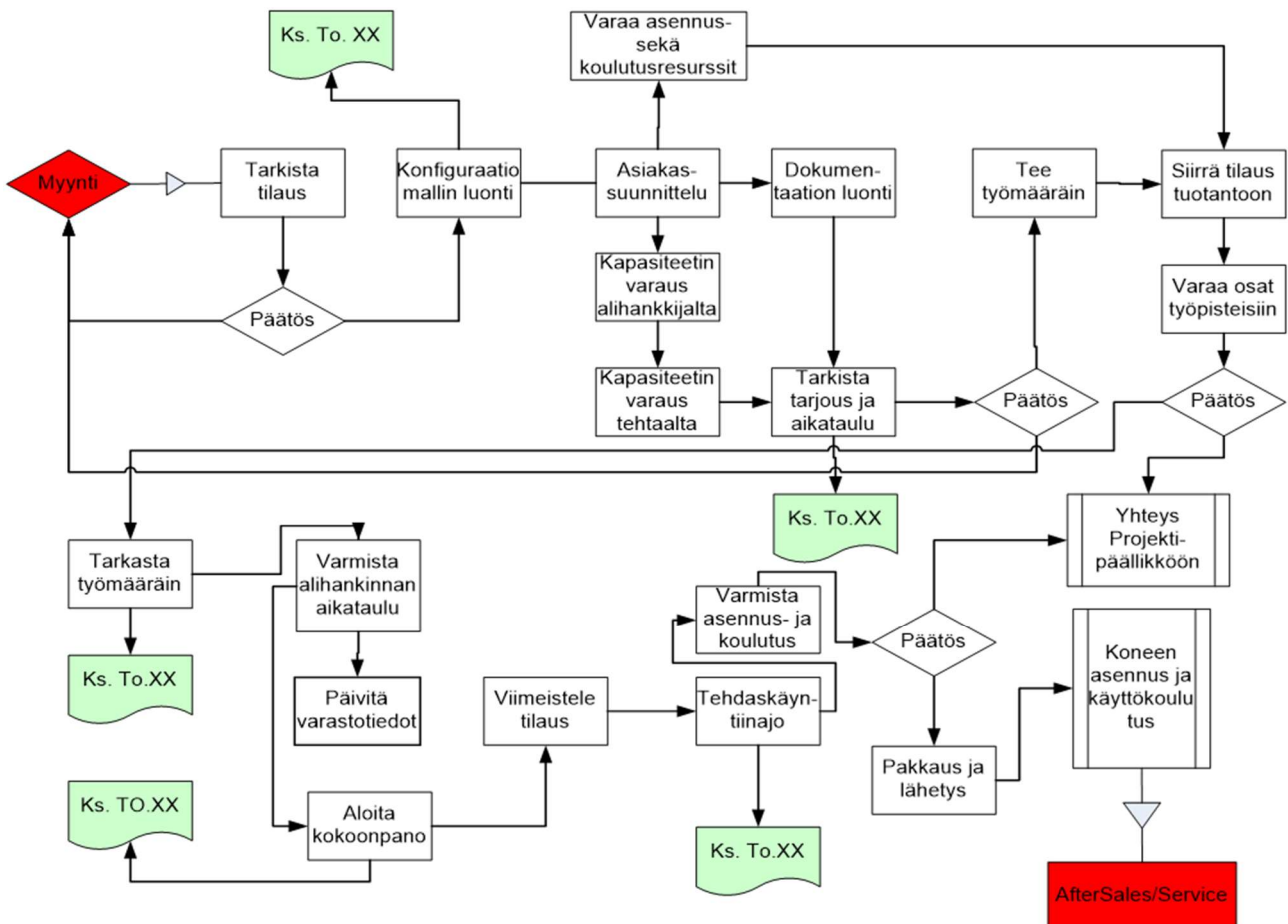 Ks. To. XX
Varaa asennus-
sekä
koulutusresurssit
Myynti
Tarkista
tilaus
Konfiguraatio
mallin luonti
Asiakas-
suunnittelu
Dokumen-
taation luonti
Tee
työmääräin
Siirrä tilaus
tuotantoon
Päätös
Kapasiteetin
varaus
alihankkijalta
Varaa osat
työpisteisiin
Kapasiteetin
varaus
tehtaalta
Tarkista
tarjous ja
aikataulu
Päätös
Päätös
Ks. To.XX
Yhteys
Projekti-
päällikköön
Tarkasta
työmääräin
Varmista
alihankinnan
aikataulu
Varmista
asennus- ja
koulutus
Päätös
Ks. To.XX
Päivitä
varastotiedot
Viimeistele
tilaus
Tehdaskäyn-
tiinajo
Koneen
asennus ja
käyttökoulu
tus
Pakkaus ja
lähetys
Ks. TO.XX
Aloita
kokoonpano
Ks. To.XX
AfterSales/Service